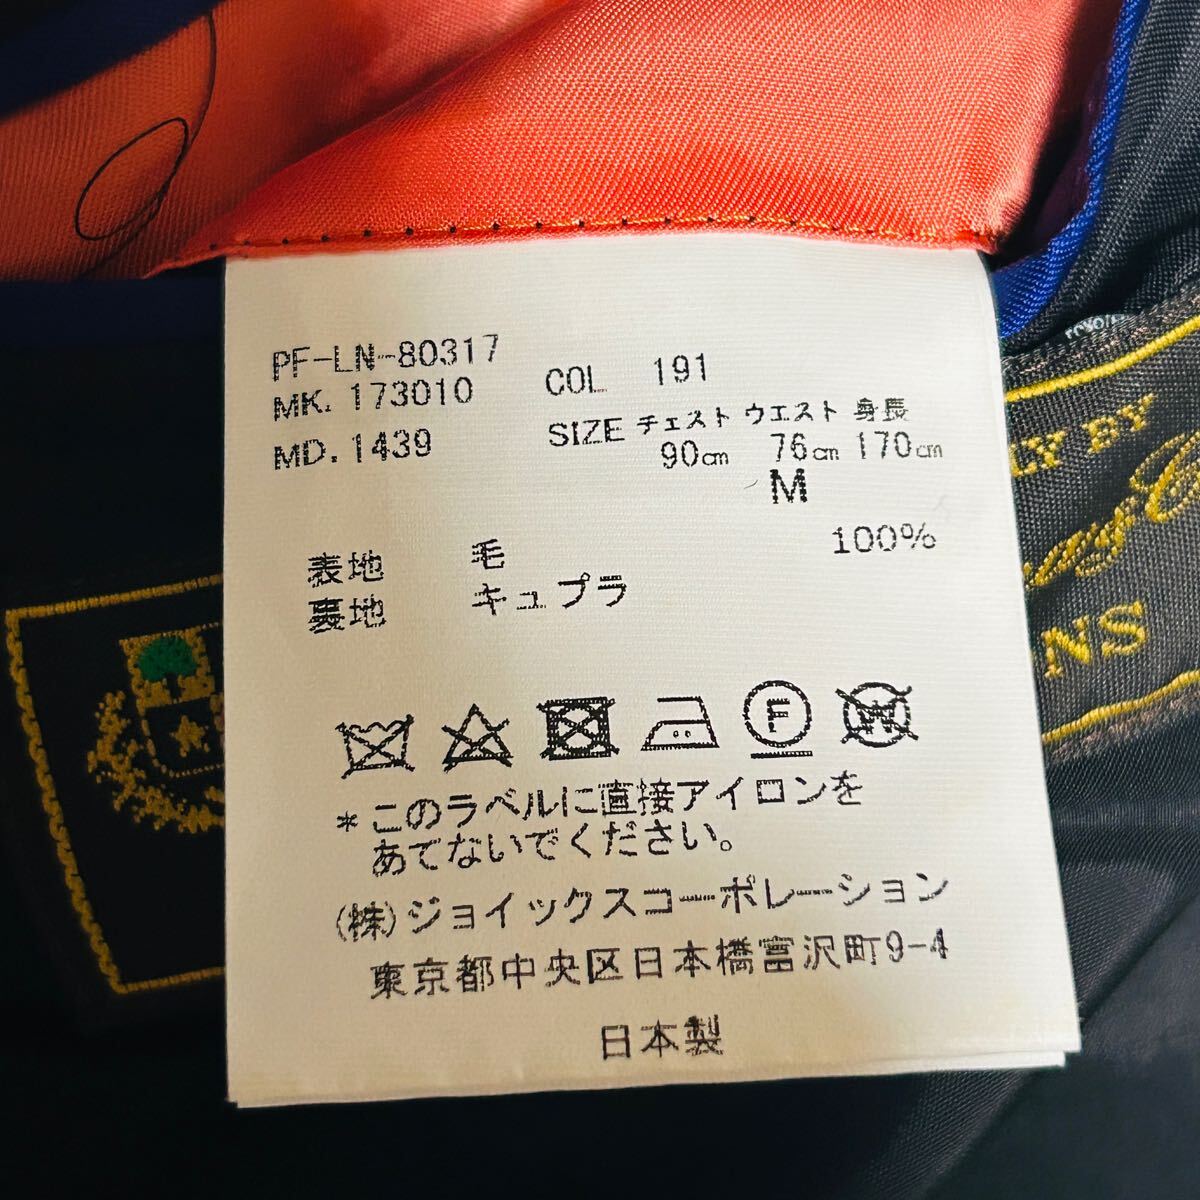 PF-LN-80317
MK. 173010 COL 191
MD. 1439 SIZE チェスト ウエスト 身長
90cm 76cm 170cm
M
表地 毛 100%
裏地 キュプラ
F W
*このラベルに直接アイロンを
あてないでください。
(株)ジョイックスコーポレーション
東京都中央区日本橋富沢町9-4
日本製
LY BY
NS